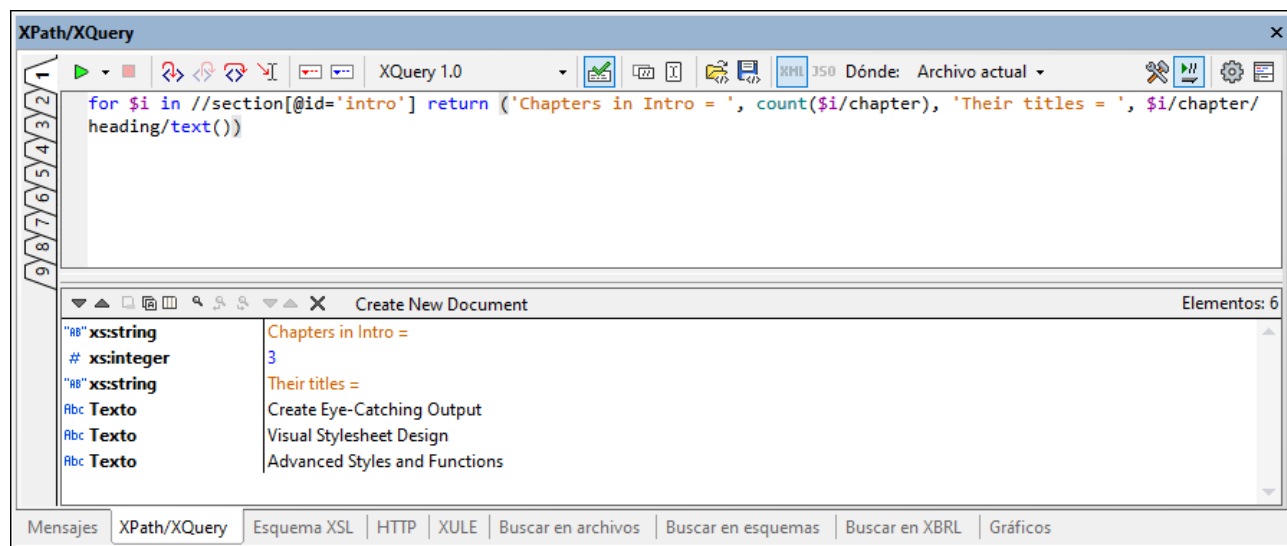 XPath/XQuery
XQuery 1.0 XML JSO Dónde: Archivo actual
1
2
3
4
5
6
7
8
9
for $i in //section[@id='intro'] return ('Chapters in Intro = ', count($i/chapter), 'Their titles = ', $i/chapter/
heading/text())
Create New Document Elementos: 6
"AB" xs:string Chapters in Intro =
# xs:integer 3
"AB" xs:string Their titles =
Abc Texto Create Eye-Catching Output
Abc Texto Visual Stylesheet Design
Abc Texto Advanced Styles and Functions
Mensajes XPath/XQuery Esquema XSL HTTP XULE Buscar en archivos Buscar en esquemas Buscar en XBRL Gráficos